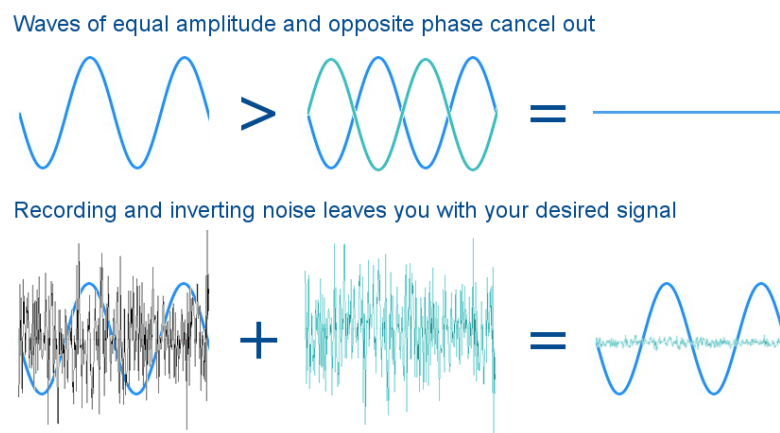 Waves of equal amplitude and opposite phase cancel out
> =
Recording and inverting noise leaves you with your desired signal
+ =